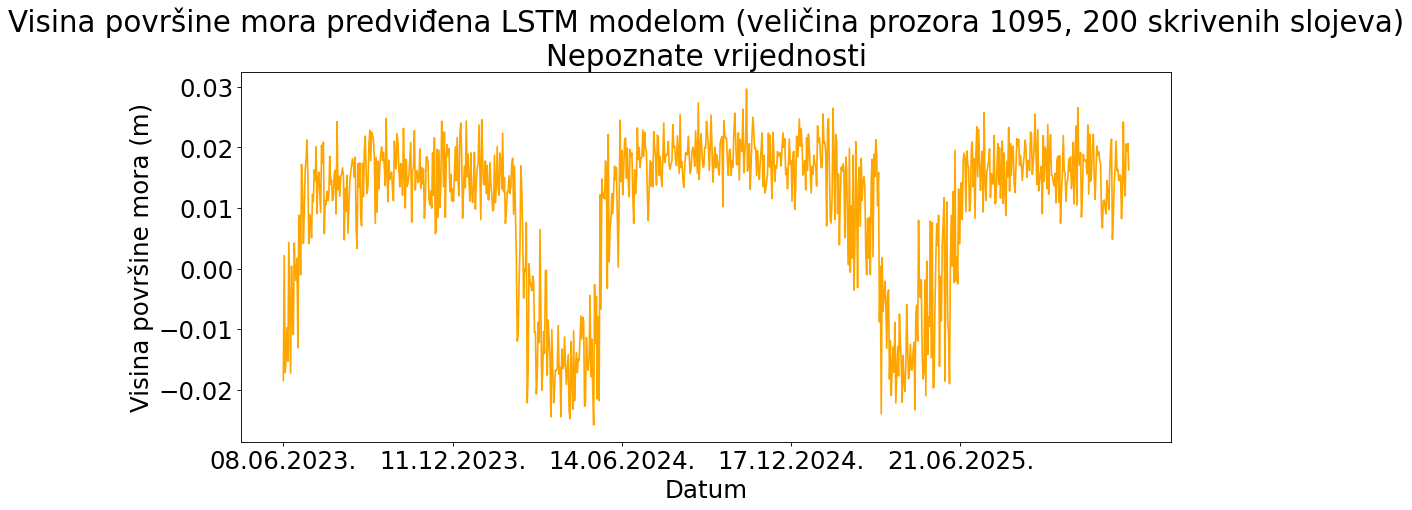 Visina površine mora predviđena LSTM modelom (veličina prozora 1095, 200 skrivenih slojeva)
Nepoznate vrijednosti
Visina površine mora (m)
0.03
0.02
0.01
0.00
−0.01
−0.02
08.06.2023. 11.12.2023. 14.06.2024. 17.12.2024. 21.06.2025.
Datum